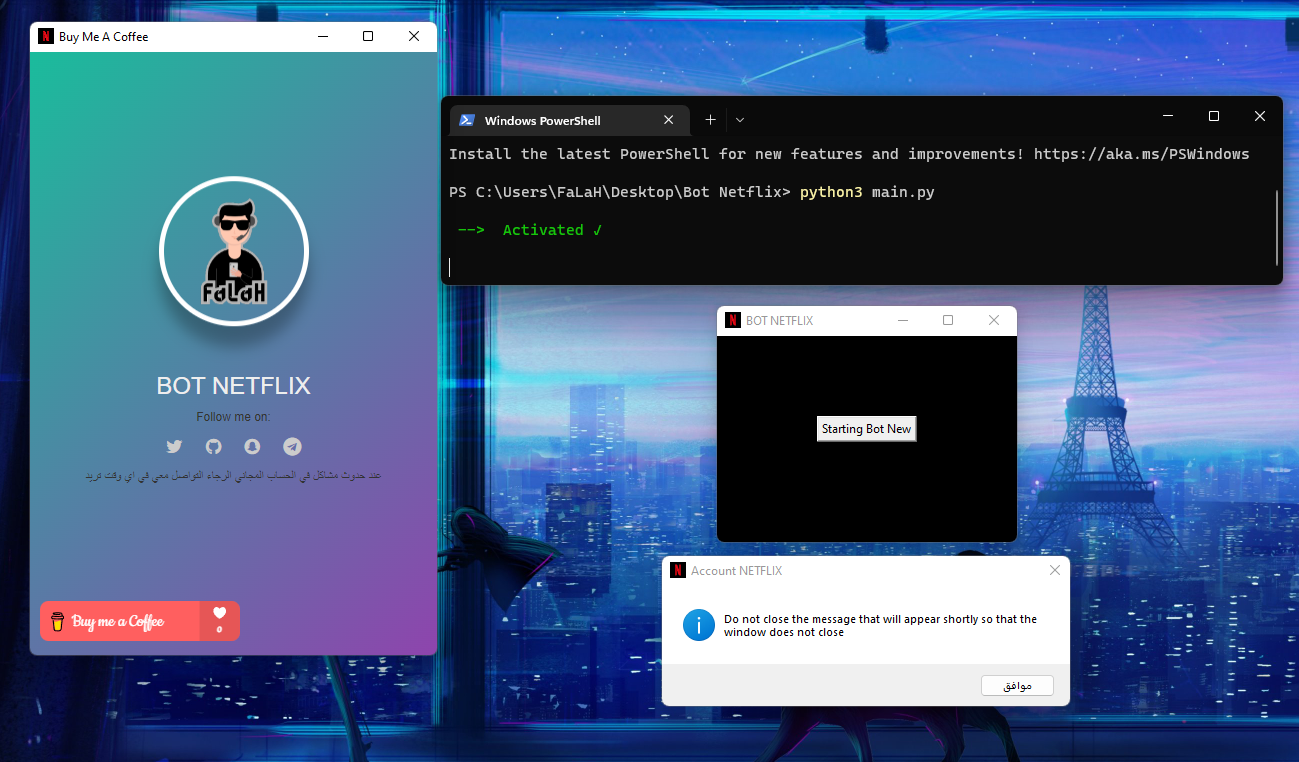 Buy Me A Coffee
FaLaH
BOT NETFLIX
Follow me on:
عند حدوث مشاكل في الحساب المجاني الرجاء التواصل معي في اي وقت تريد
Buy me a Coffee
0
Windows PowerShell
Install the latest PowerShell for new features and improvements! https://aka.ms/PSWindows
PS C:\Users\FaLaH\Desktop\Bot Netflix> python3 main.py
--> Activated ✓
BOT NETFLIX
Starting Bot New
Account NETFLIX
Do not close the message that will appear shortly so that the
window does not close
موافق